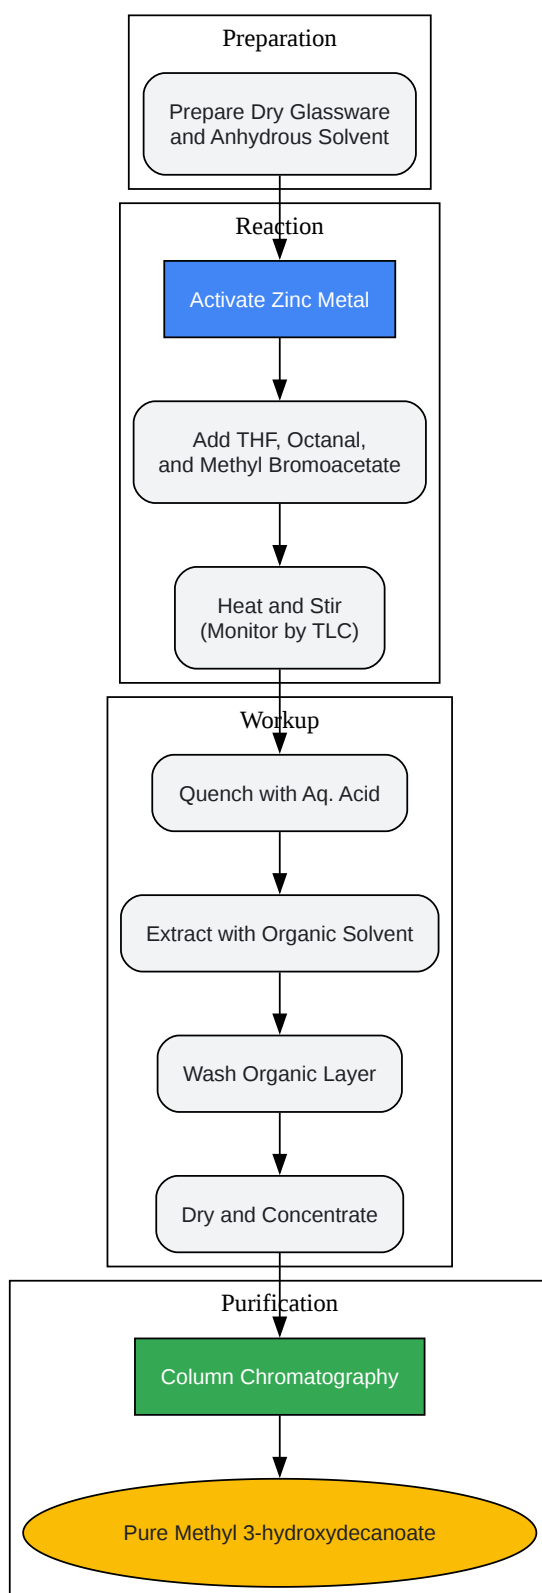 Preparation
Prepare Dry Glassware
and Anhydrous Solvent
Reaction
Activate Zinc Metal
Add THF, Octanal,
and Methyl Bromoacetate
Heat and Stir
(Monitor by TLC)
Workup
Quench with Aq. Acid
Extract with Organic Solvent
Wash Organic Layer
Dry and Concentrate
Purification
Column Chromatography
Pure Methyl 3-hydroxydecanoate